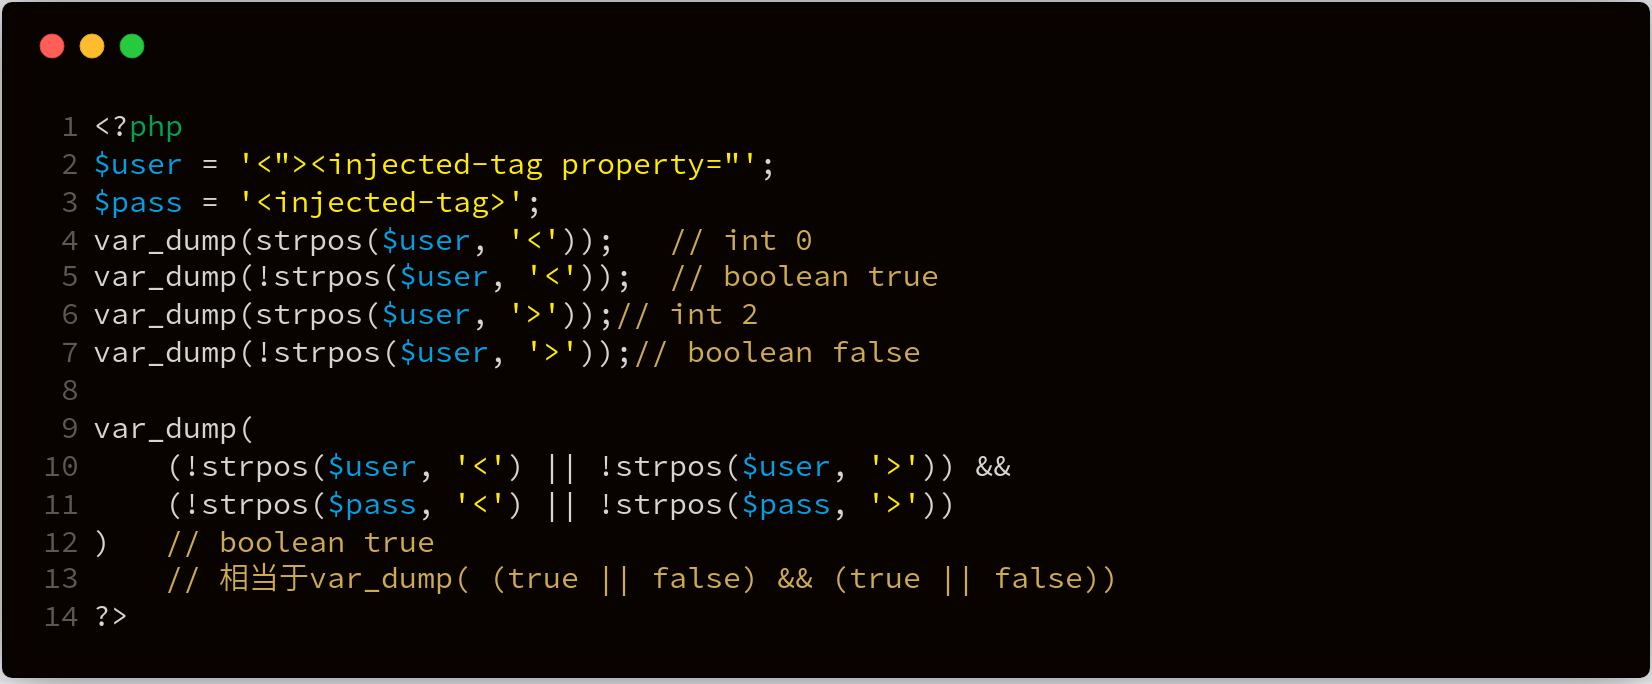 1 <?php
2 $user = '<"><injected-tag property="';
3 $pass = '<injected-tag>';
4 var_dump(strpos($user, '<'));   // int 0
5 var_dump(!strpos($user, '<'));  // boolean true
6 var_dump(strpos($user, '>'));// int 2
7 var_dump(!strpos($user, '>'));// boolean false
8
9 var_dump(
10     (!strpos($user, '<') || !strpos($user, '>')) &&
11     (!strpos($pass, '<') || !strpos($pass, '>'))
12 )   // boolean true
13     // 相当于var_dump( (true || false) && (true || false))
14 ?>